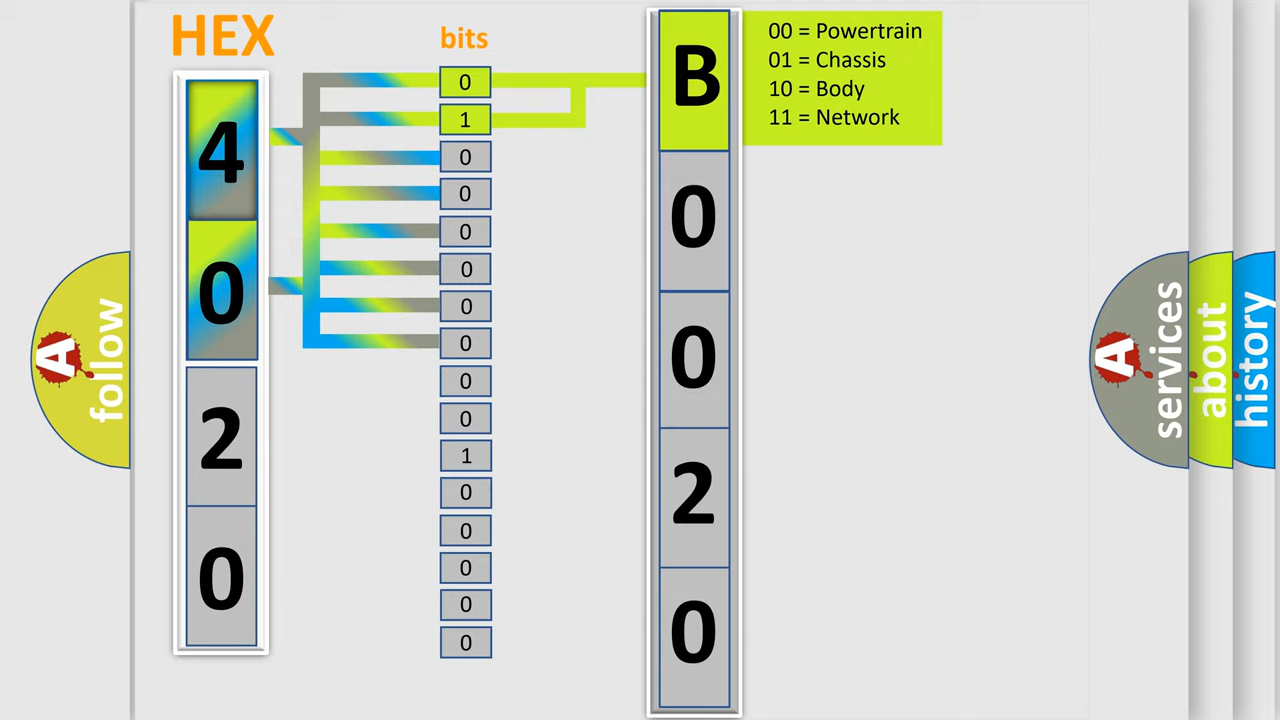 HEX
bits
4
0
2
0
0
1
0
0
0
0
0
0
0
0
1
0
0
0
0
0
B
0
0
2
0
00 = Powertrain
01 = Chassis
10 = Body
11 = Network
A
follow
A
services
about
history